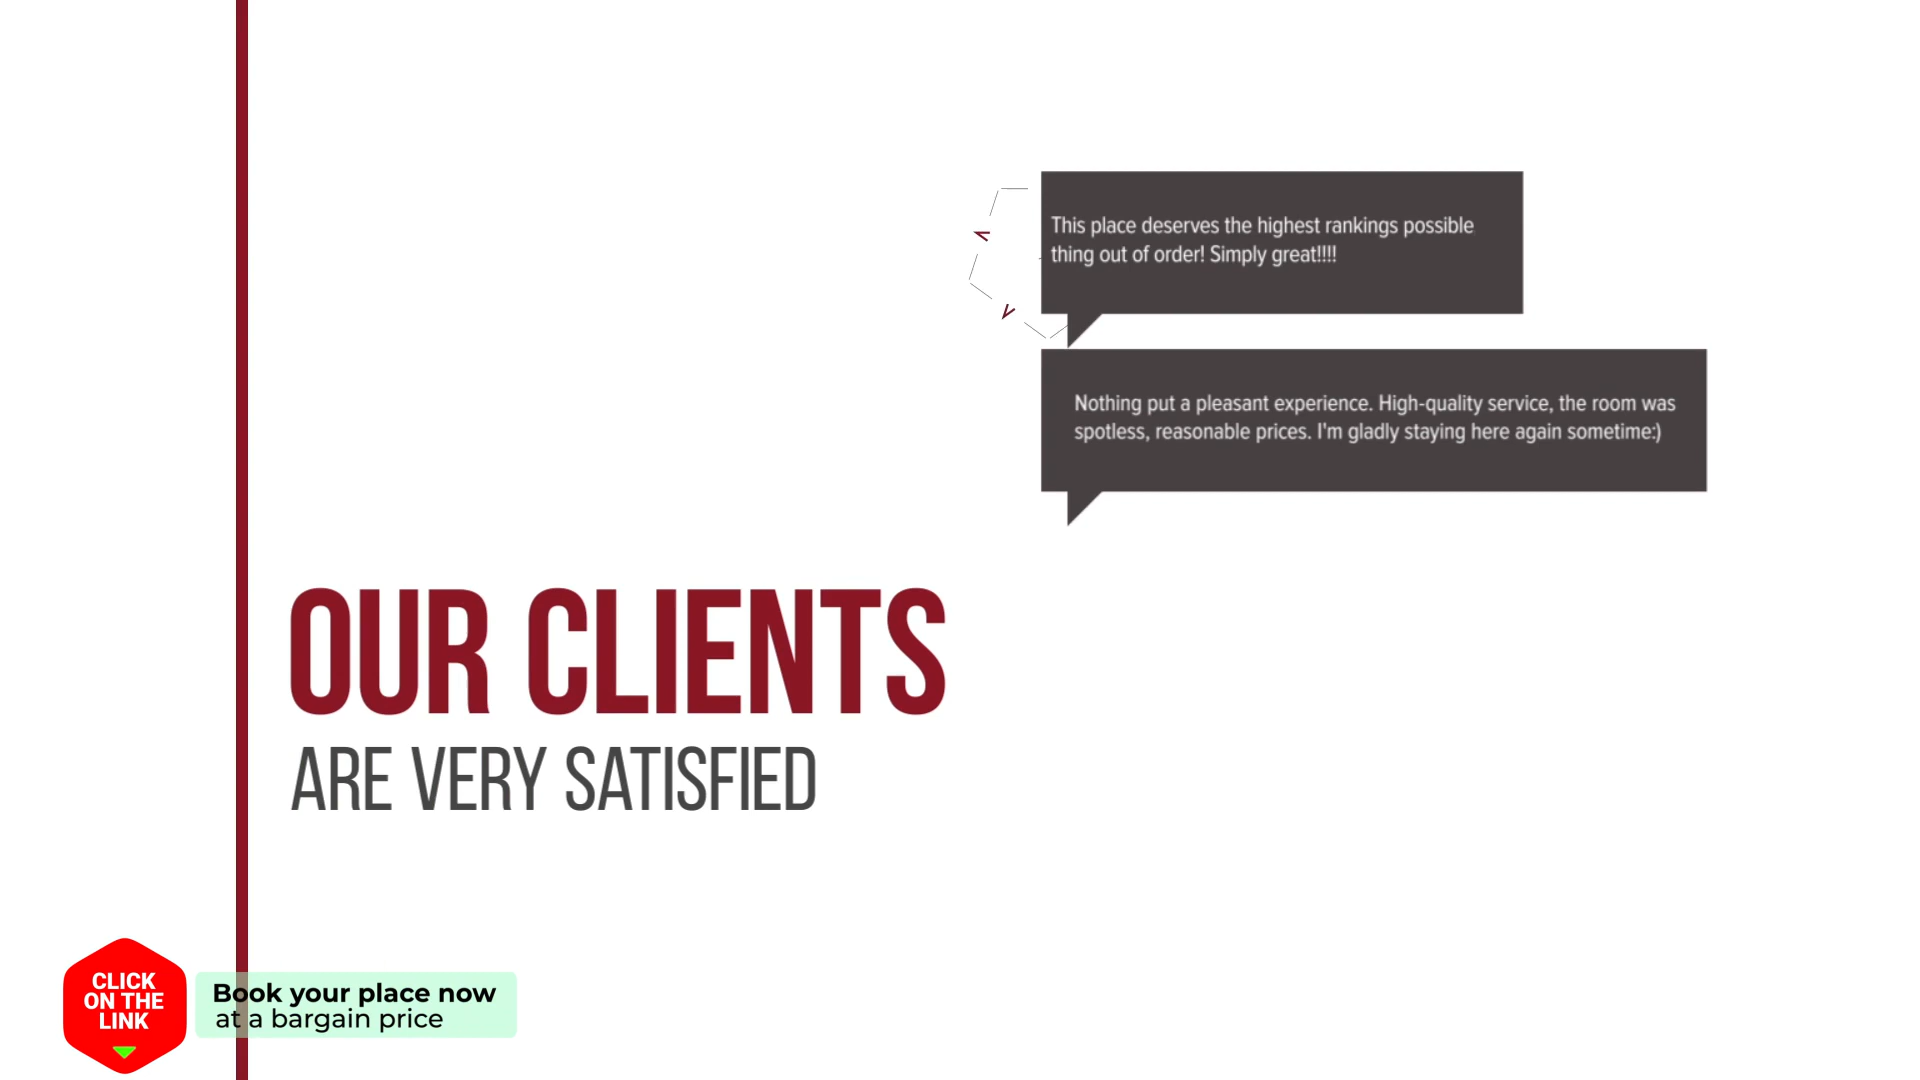 This place deserves the highest rankings possible
thing out of order! Simply great!!!!
Nothing put a pleasant experience. High-quality service, the room was
spotless, reasonable prices. I'm gladly staying here again sometime:)
OUR CLIENTS
ARE VERY SATISFIED
CLICK
ON THE
LINK
Book your place now
at a bargain price